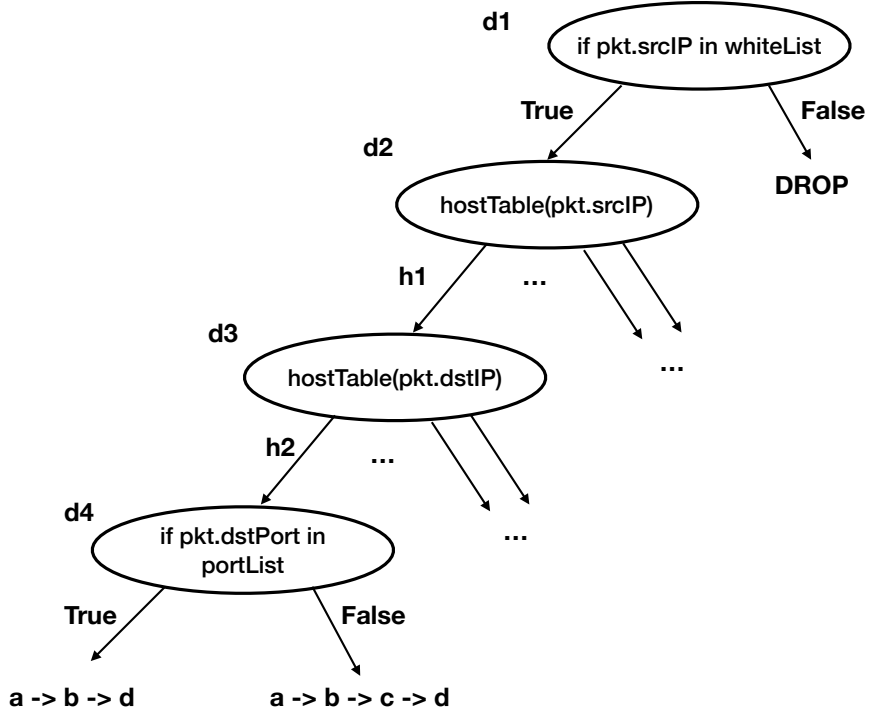 d1
if pkt.srcIP in whiteList
True
False
d2
DROP
hostTable(pkt.srcIP)
h1
...
d3
...
hostTable(pkt.dstIP)
h2
...
d4
...
if pkt.dstPort in
portList
True
False
a -> b -> d
a -> b -> c -> d